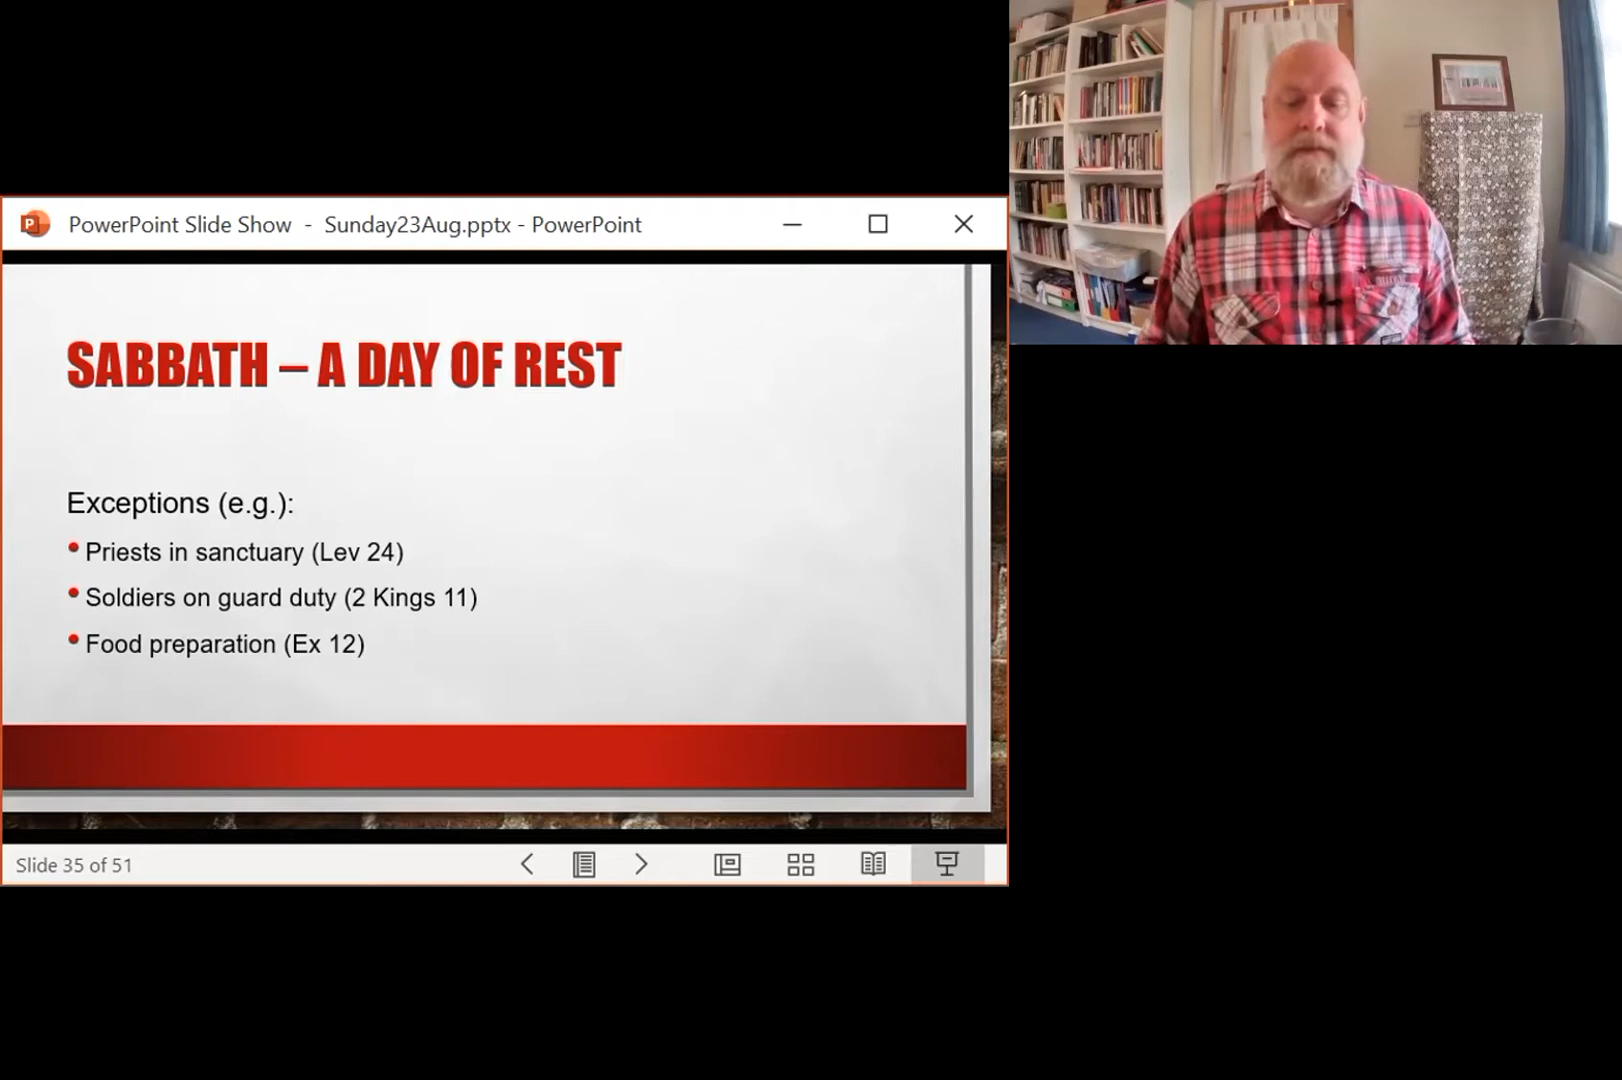 PowerPoint Slide Show - Sunday23Aug.pptx - PowerPoint
SABBATH – A DAY OF REST
Exceptions (e.g.):
• Priests in sanctuary (Lev 24)
• Soldiers on guard duty (2 Kings 11)
• Food preparation (Ex 12)
Slide 35 of 51